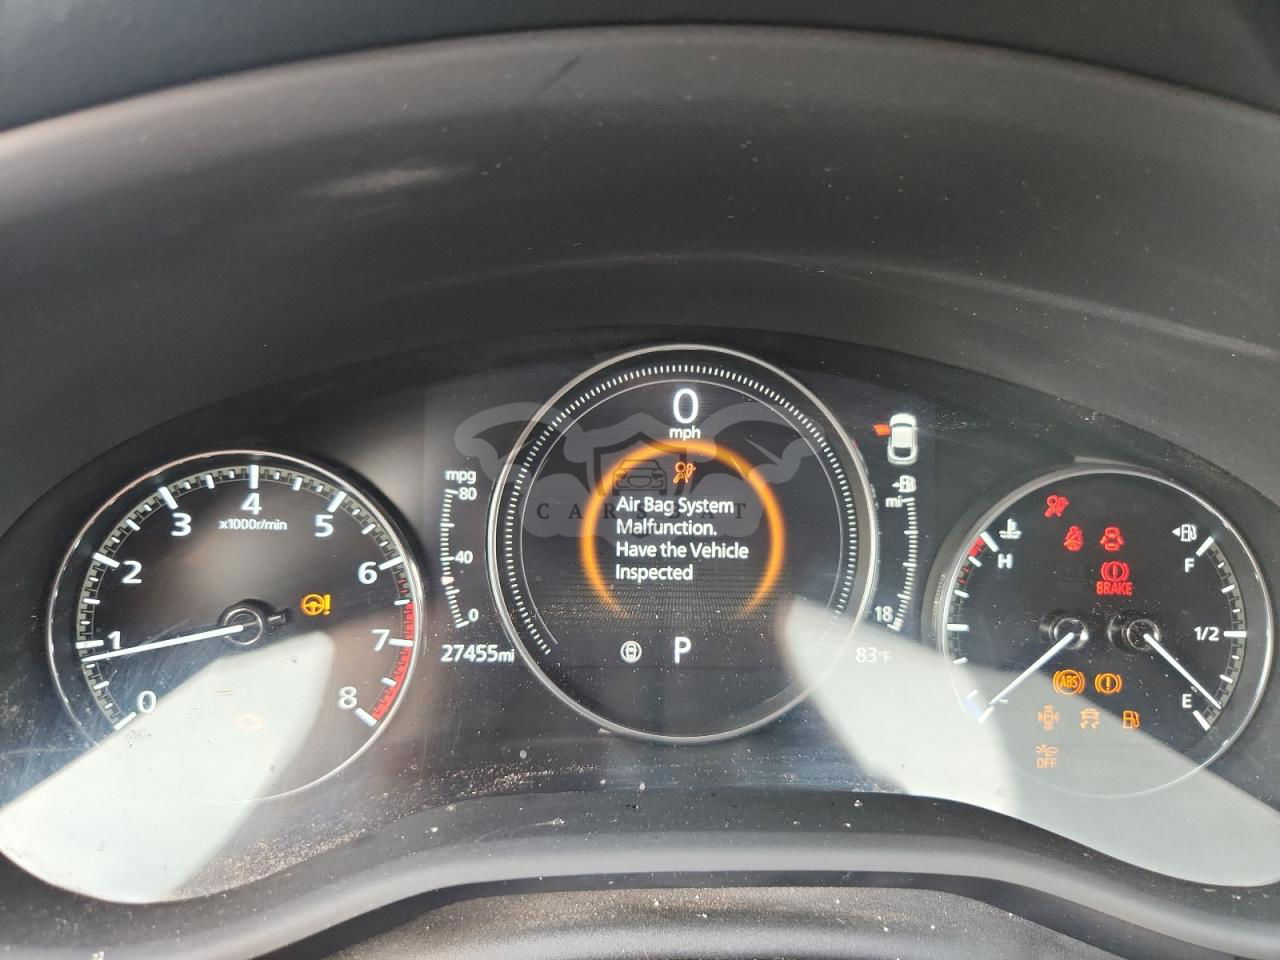 0
mph
Air Bag System
Malfunction.
Have the Vehicle
Inspected
CARSBAT
P
mpg
80
40
0
27455mi
mi
18
83°F
0
1
2
3
4
5
6
7
8
x1000r/min
H
F
1/2
E
BRAKE
ABS
OFF